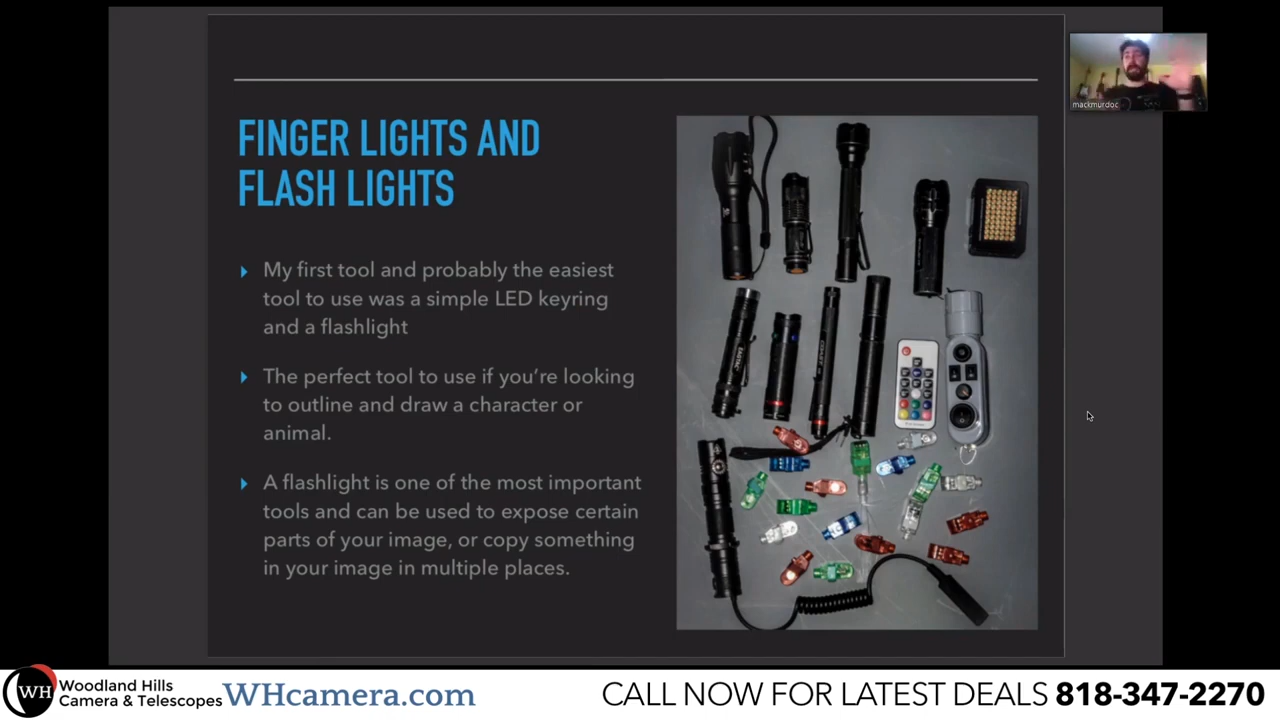 FINGER LIGHTS AND
FLASH LIGHTS
My first tool and probably the easiest
tool to use was a simple LED keyring
and a flashlight
The perfect tool to use if you're looking
to outline and draw a character or
animal.
A flashlight is one of the most important
tools and can be used to expose certain
parts of your image, or copy something
in your image in multiple places.
mackmurdoc
WH
Woodland Hills
Camera & Telescopes
WHcamera.com
CALL NOW FOR LATEST DEALS 818-347-2270